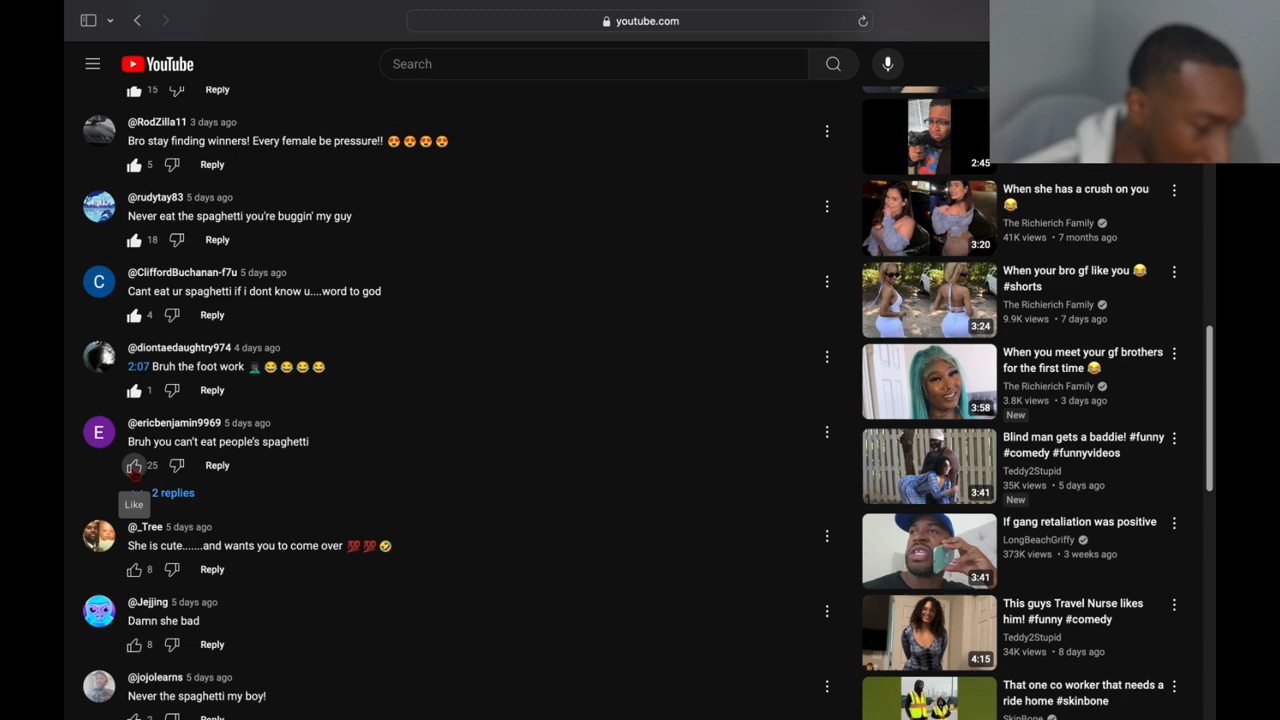 youtube.com
YouTube
Search
15 Reply
@RodZilla11 3 days ago
Bro stay finding winners! Every female be pressure!! 😍 😍 😍 😍
5 Reply
@rudytay83 5 days ago
Never eat the spaghetti you're buggin' my guy
18 Reply
@CliffordBuchanan-f7u 5 days ago
Cant eat ur spaghetti if i dont know u....word to god
4 Reply
@diontaedaughtry974 4 days ago
2:07 Bruh the foot work 🤦🏿‍♂️ 😂 😂 😂 😂
1 Reply
@ericbenjamin9969 5 days ago
Bruh you can't eat people's spaghetti
25 Reply
2 replies
Like
@_Tree 5 days ago
She is cute.......and wants you to come over 💯 💯 🤣
8 Reply
@Jejjing 5 days ago
Damn she bad
8 Reply
@jojolearns 5 days ago
Never the spaghetti my boy!
2 Reply
2:45
When she has a crush on you
😂
The Richierich Family
41K views • 7 months ago
3:20
When your bro gf like you 😂
#shorts
The Richierich Family
9.9K views • 7 days ago
3:24
When you meet your gf brothers
for the first time 😂
The Richierich Family
3.8K views • 3 days ago
New
3:58
Blind man gets a baddie! #funny
#comedy #funnyvideos
Teddy2Stupid
35K views • 5 days ago
New
3:41
If gang retaliation was positive
LongBeachGriffy
373K views • 3 weeks ago
3:41
This guys Travel Nurse likes
him! #funny #comedy
Teddy2Stupid
34K views • 8 days ago
4:15
That one co worker that needs a
ride home #skinbone
SkinBone
C
E